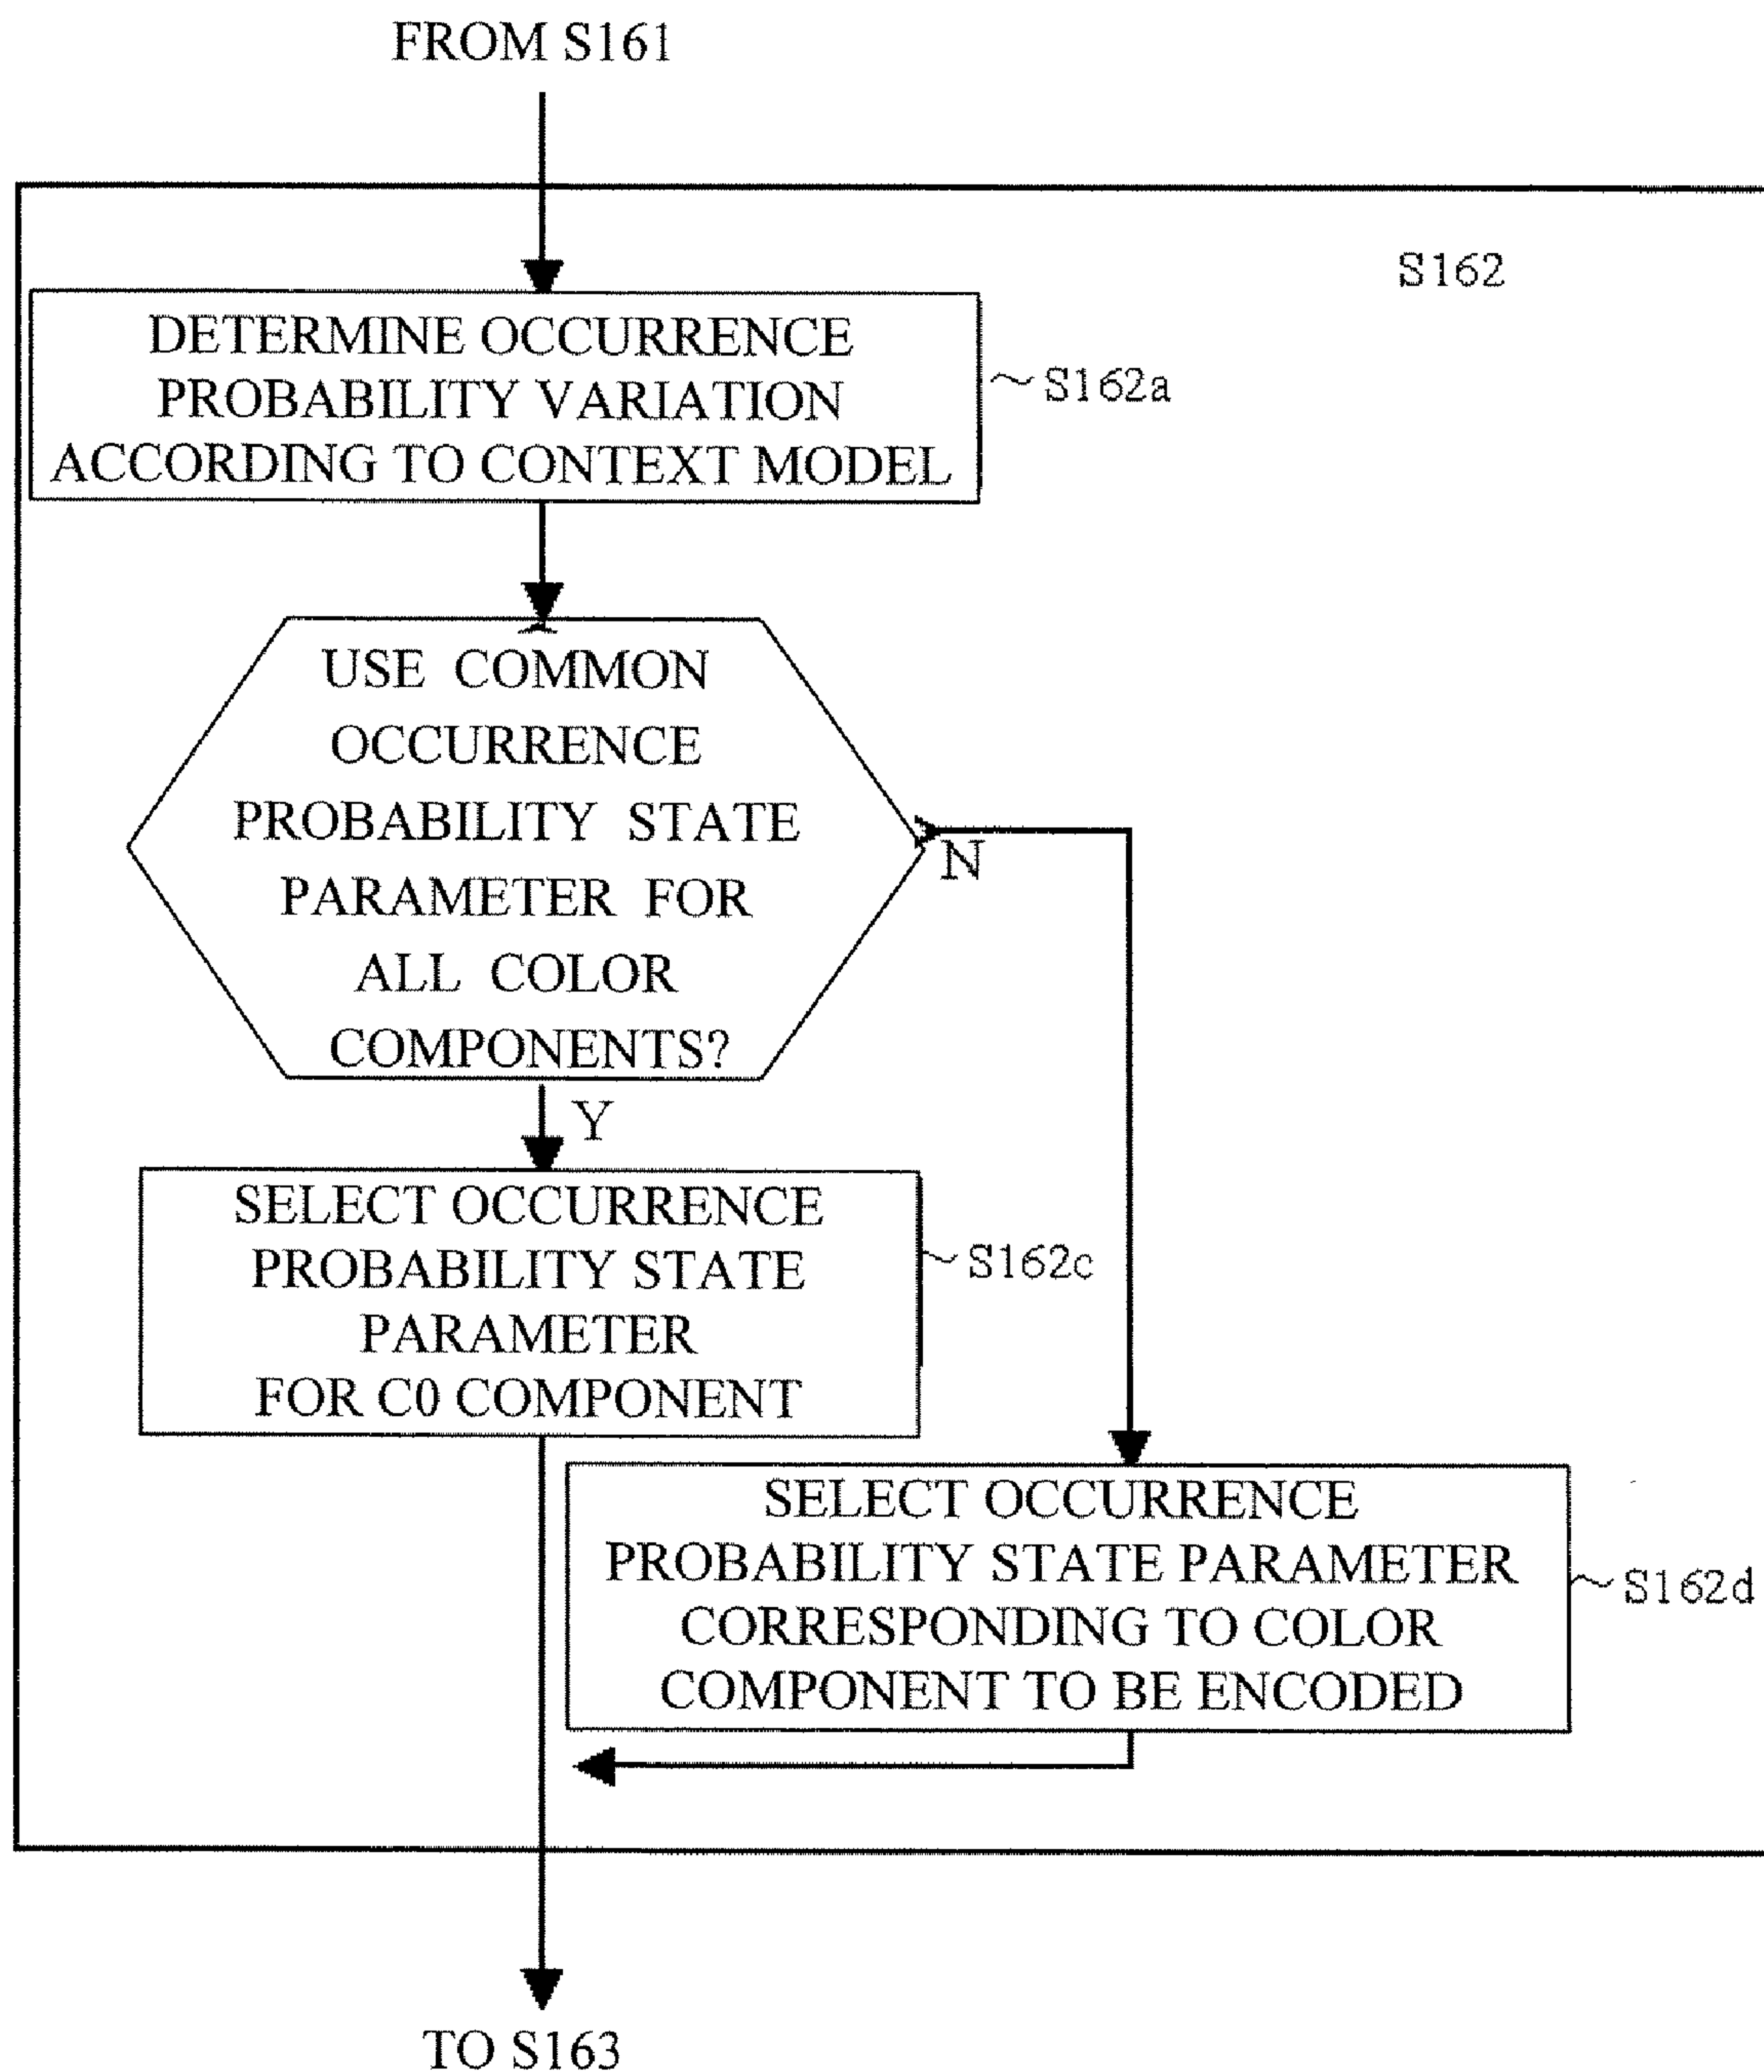 FROM S161
S162
DETERMINE OCCURRENCE
PROBABILITY VARIATION
ACCORDING TO CONTEXT MODEL
S162a
USE COMMON
OCCURRENCE
PROBABILITY STATE
PARAMETER FOR
ALL COLOR
COMPONENTS?
N
Y
SELECT OCCURRENCE
PROBABILITY STATE
PARAMETER
FOR C0 COMPONENT
S162c
SELECT OCCURRENCE
PROBABILITY STATE PARAMETER
CORRESPONDING TO COLOR
COMPONENT TO BE ENCODED
S162d
TO S163